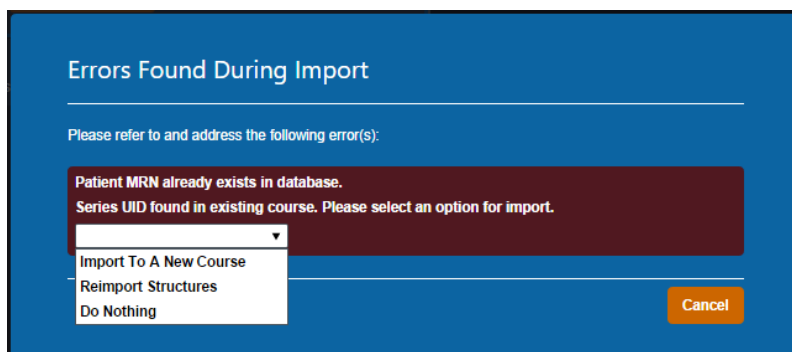 Errors Found During Import
Please refer to and address the following error(s):
Patient MRN already exists in database.
Series UID found in existing course. Please select an option for import.
Import To A New Course
Reimport Structures
Do Nothing
Cancel